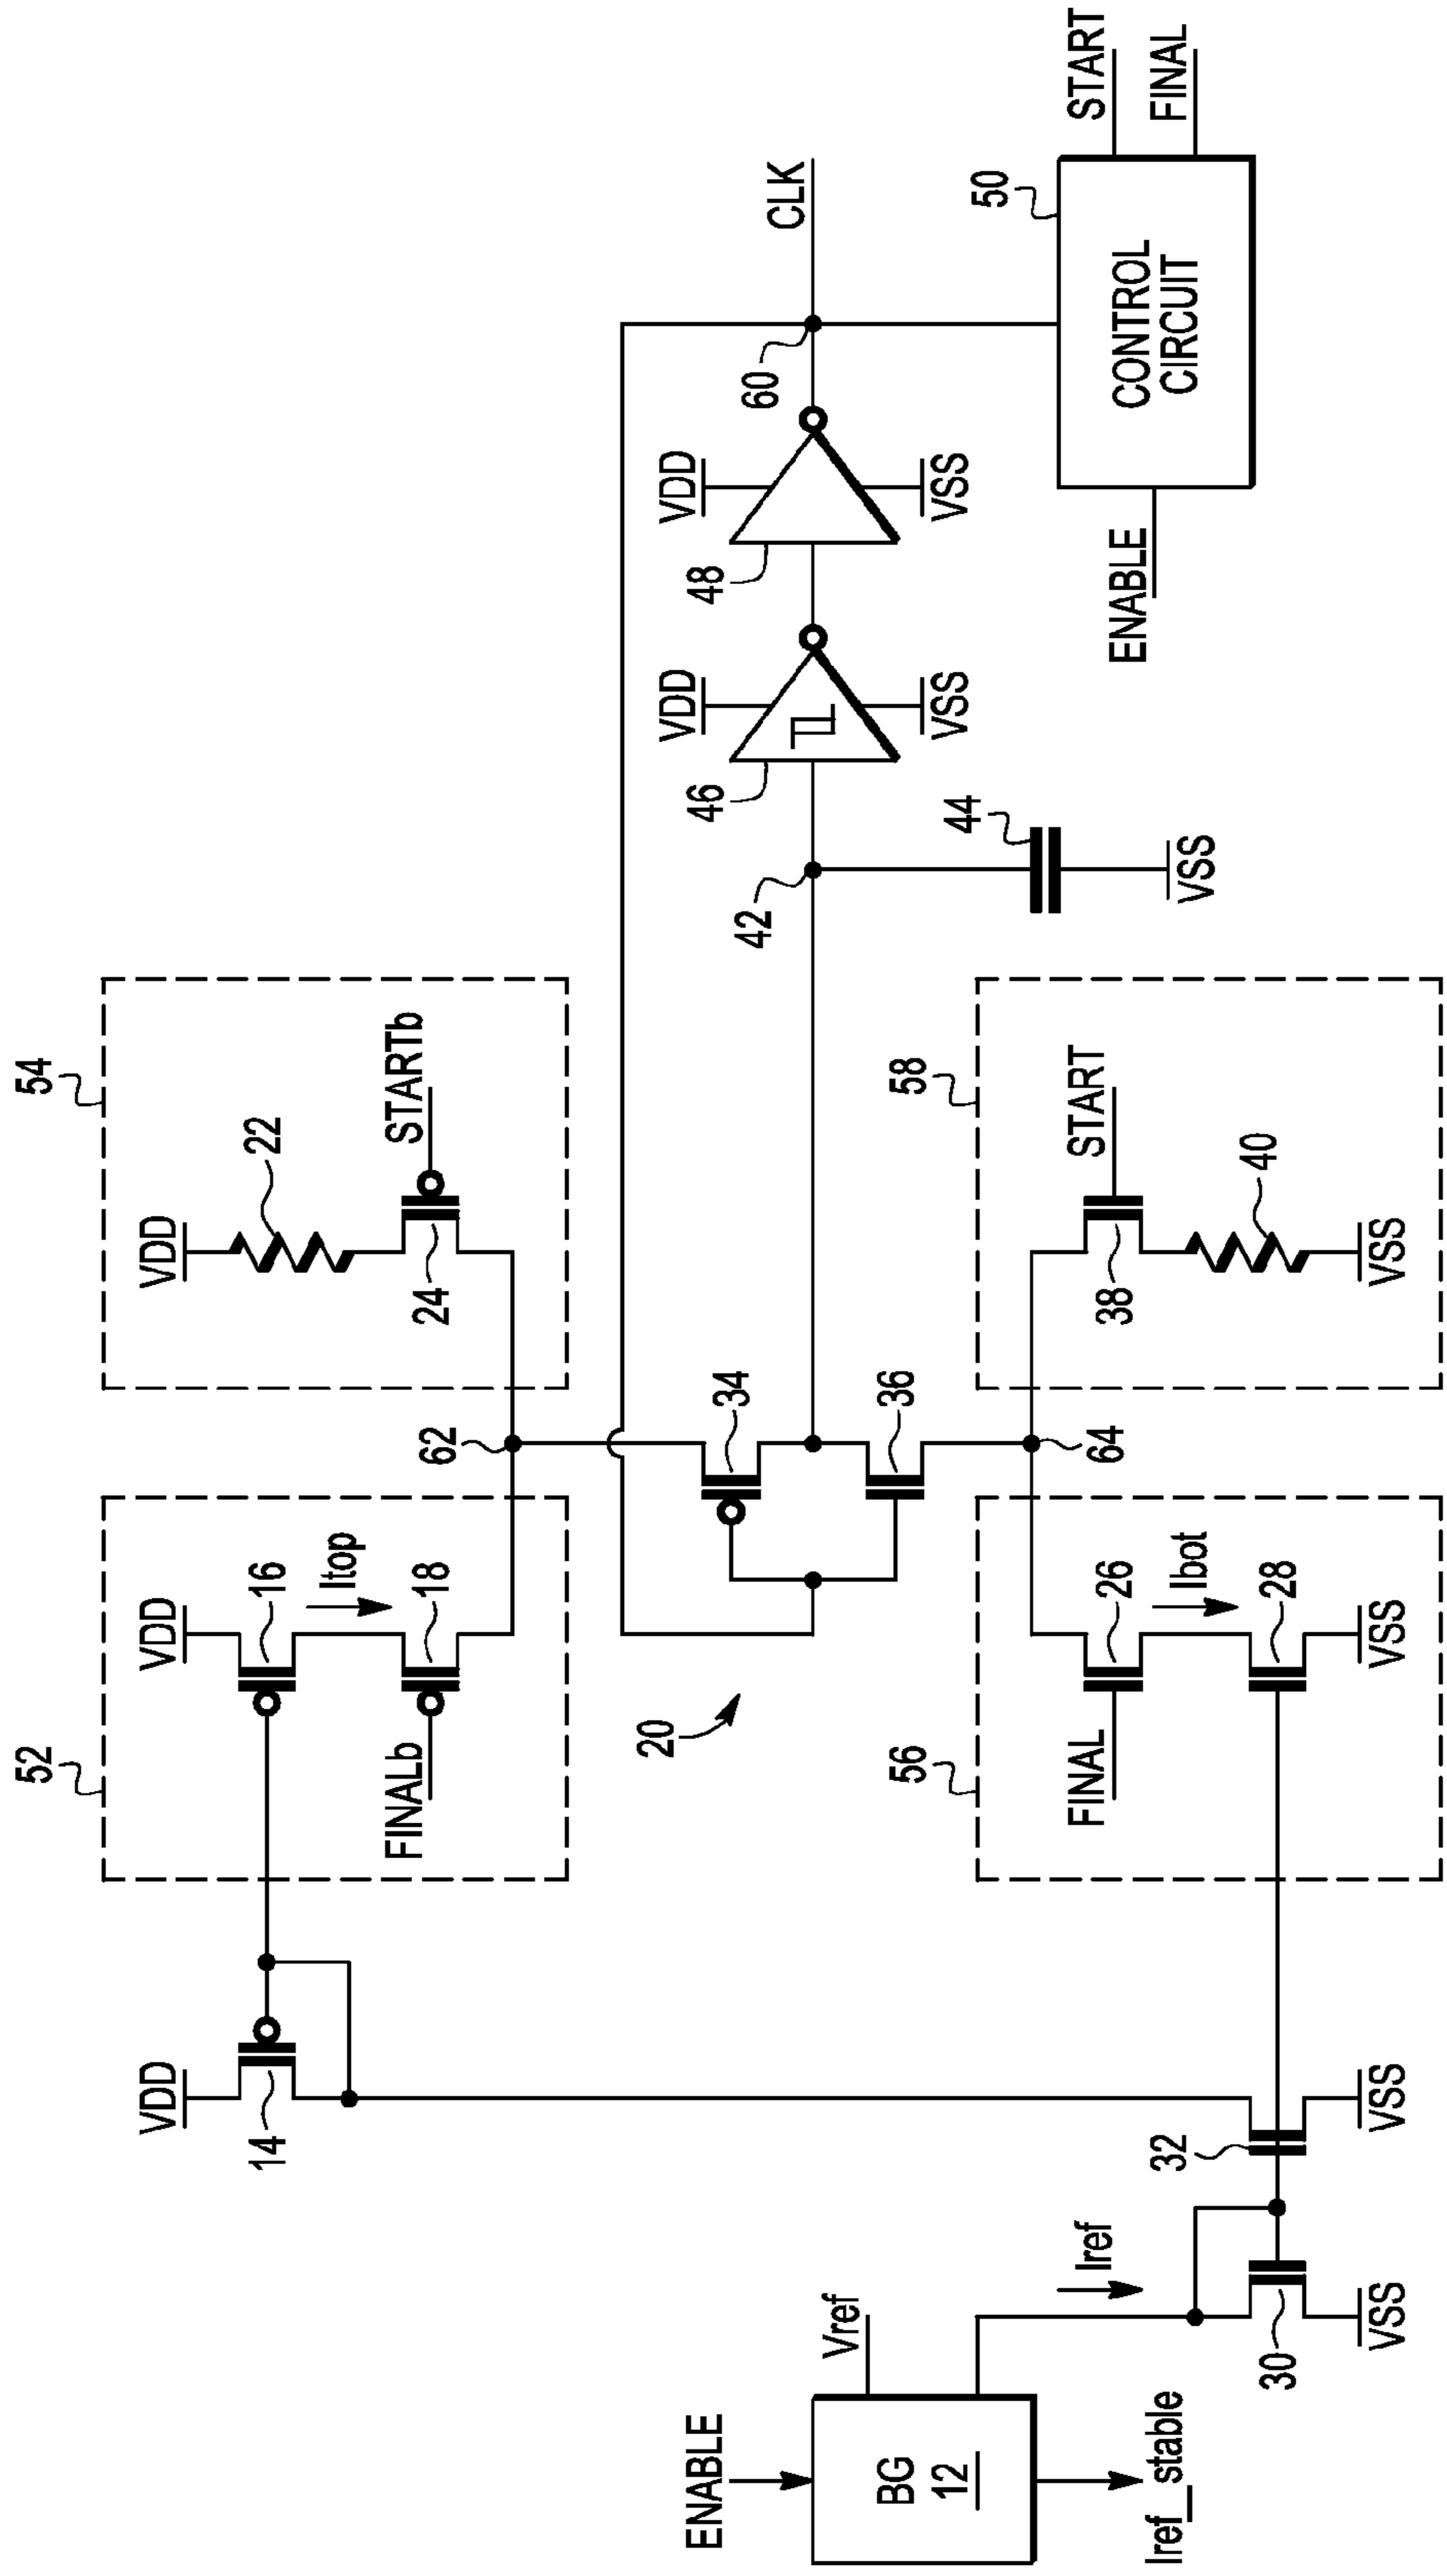 52
54
VDD
VDD
VDD
14
16
Itop
22
FINALb
18
24
STARTb
62
20
34
36
42
44
VSS
VDD
VDD
46
48
VSS
VSS
60
CLK
ENABLE
BG
12
Vref
Iref_stable
Iref
30
VSS
32
VSS
56
58
FINAL
26
Ibot
28
VSS
64
START
38
40
VSS
ENABLE
50
CONTROL
CIRCUIT
START
FINAL